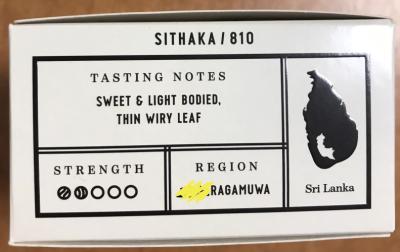 SITHAKA / 810
TASTING NOTES
SWEET & LIGHT BODIED,
THIN WIRY LEAF
STRENGTH
REGION
RAGAMUWA
Sri Lanka